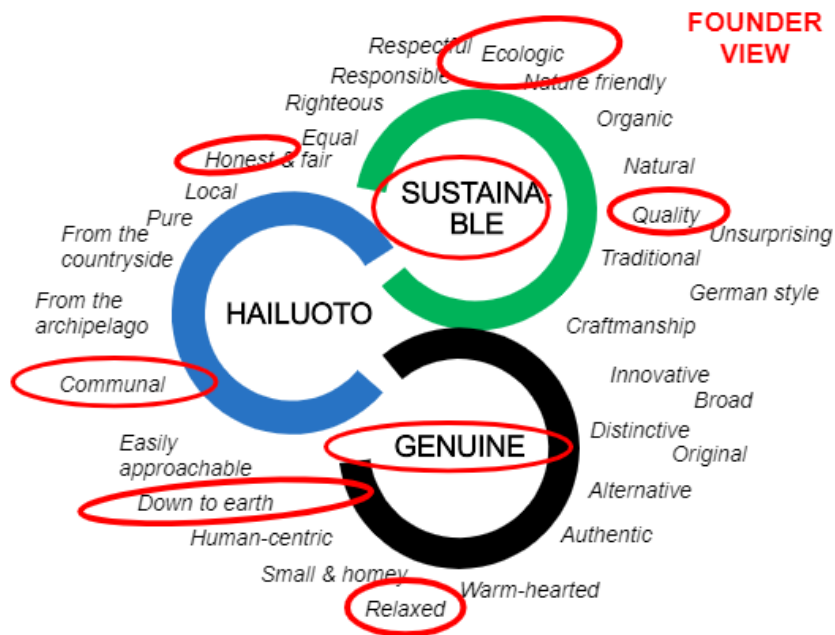 FOUNDER
VIEW
Respectful
Ecologic
Responsible
Nature friendly
Righteous
Organic
Equal
Honest & fair
Natural
Local
SUSTAINA-
BLE
Quality
Pure
Unsurprising
From the
countryside
Traditional
German style
From the
archipelago
HAILUOTO
Craftmanship
Communal
Innovative
Broad
Easily
approachable
GENUINE
Distinctive
Original
Down to earth
Alternative
Human-centric
Authentic
Small & homey
Warm-hearted
Relaxed